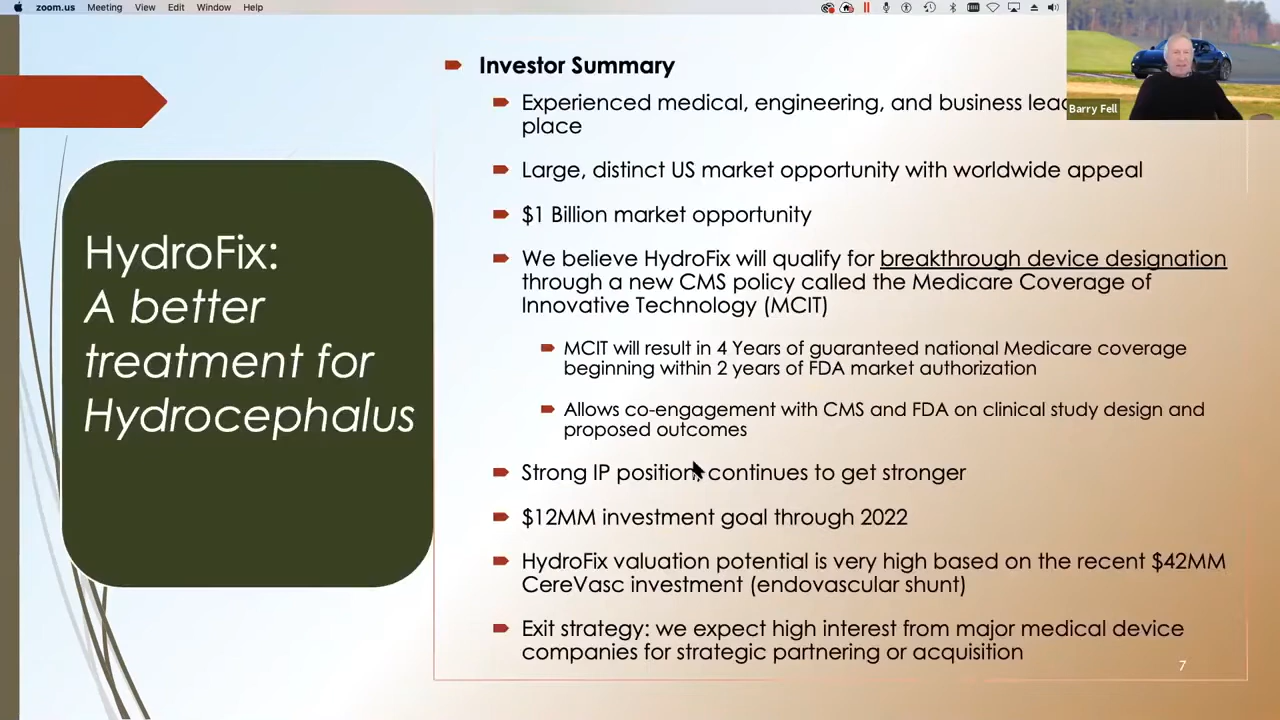 zoom.us Meeting View Edit Window Help
Barry Fell
HydroFix:
A better
treatment for
Hydrocephalus
Investor Summary
Experienced medical, engineering, and business
place
Large, distinct US market opportunity with worldwide appeal
$1 Billion market opportunity
We believe HydroFix will qualify for breakthrough device designation
through a new CMS policy called the Medicare Coverage of
Innovative Technology (MCIT)
MCIT will result in 4 Years of guaranteed national Medicare coverage
beginning within 2 years of FDA market authorization
Allows co-engagement with CMS and FDA on clinical study design and
proposed outcomes
Strong IP position, continues to get stronger
$12MM investment goal through 2022
HydroFix valuation potential is very high based on the recent $42MM
CereVasc investment (endovascular shunt)
Exit strategy: we expect high interest from major medical device
companies for strategic partnering or acquisition
7